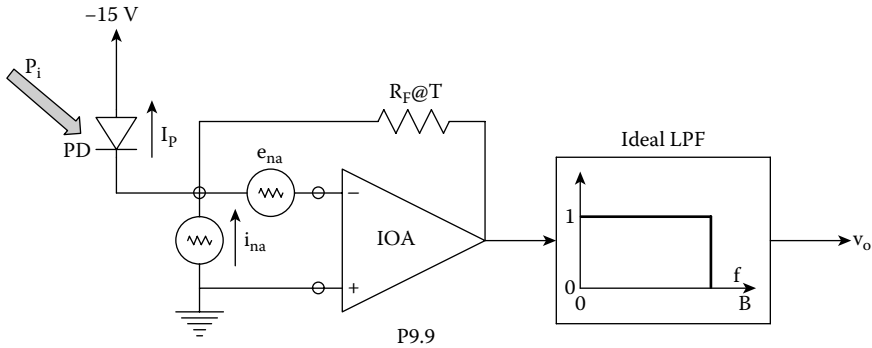 –15 V
P_i
R_F@T
PD
I_P
Ideal LPF
e_na
–
1
IOA
i_na
v_o
+
0
f
0
B
P9.9